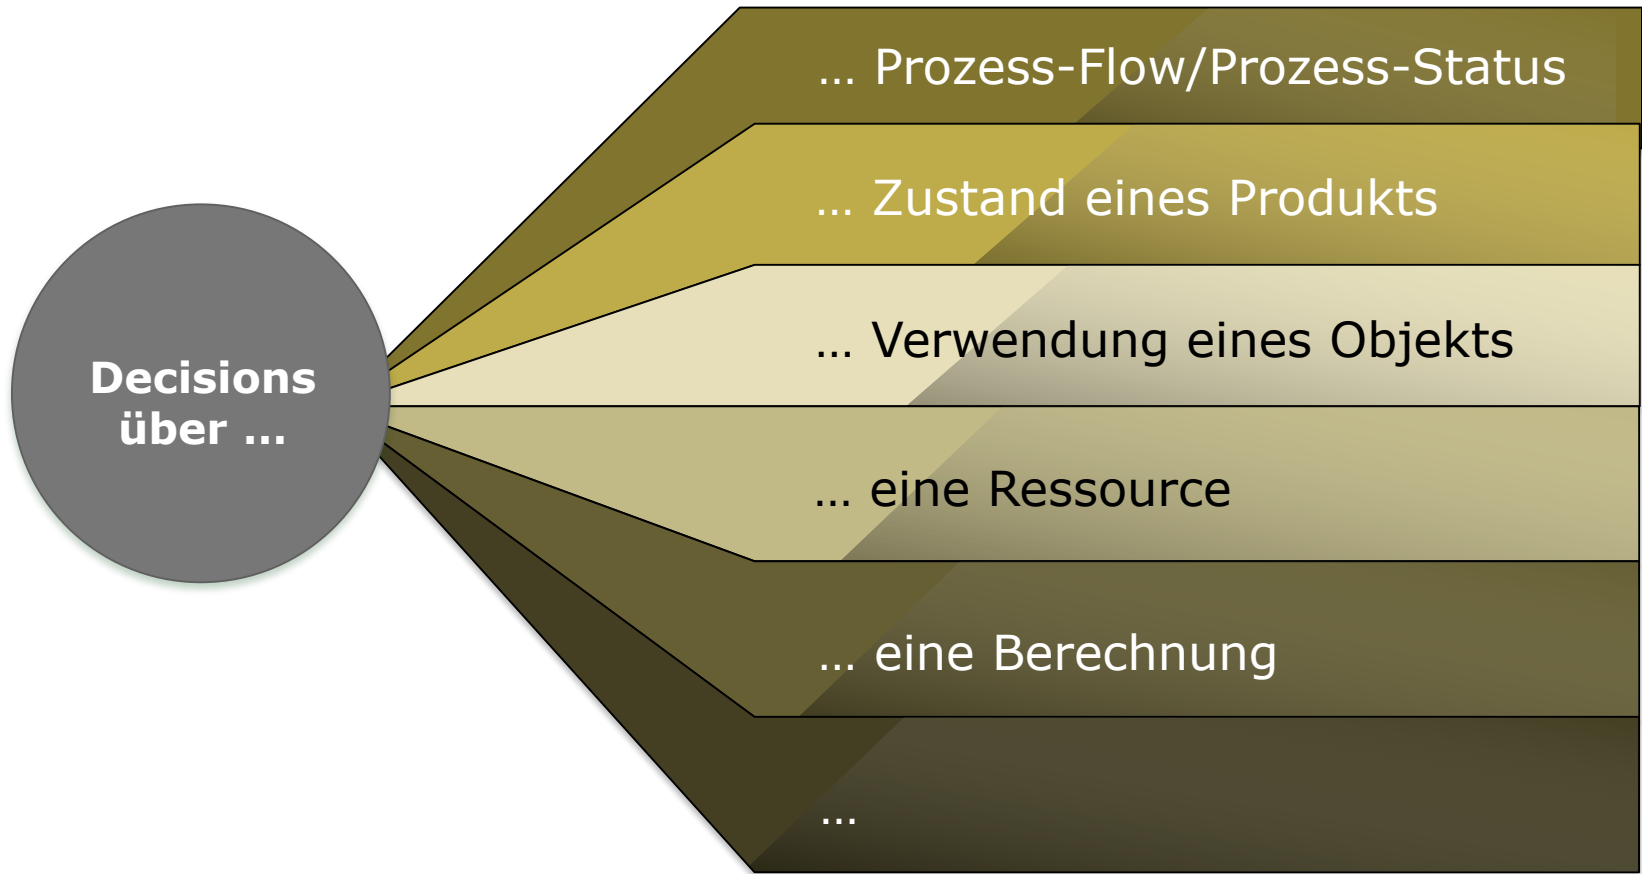 Decisions
über …
… Prozess-Flow/Prozess-Status
… Zustand eines Produkts
… Verwendung eines Objekts
… eine Ressource
… eine Berechnung
…